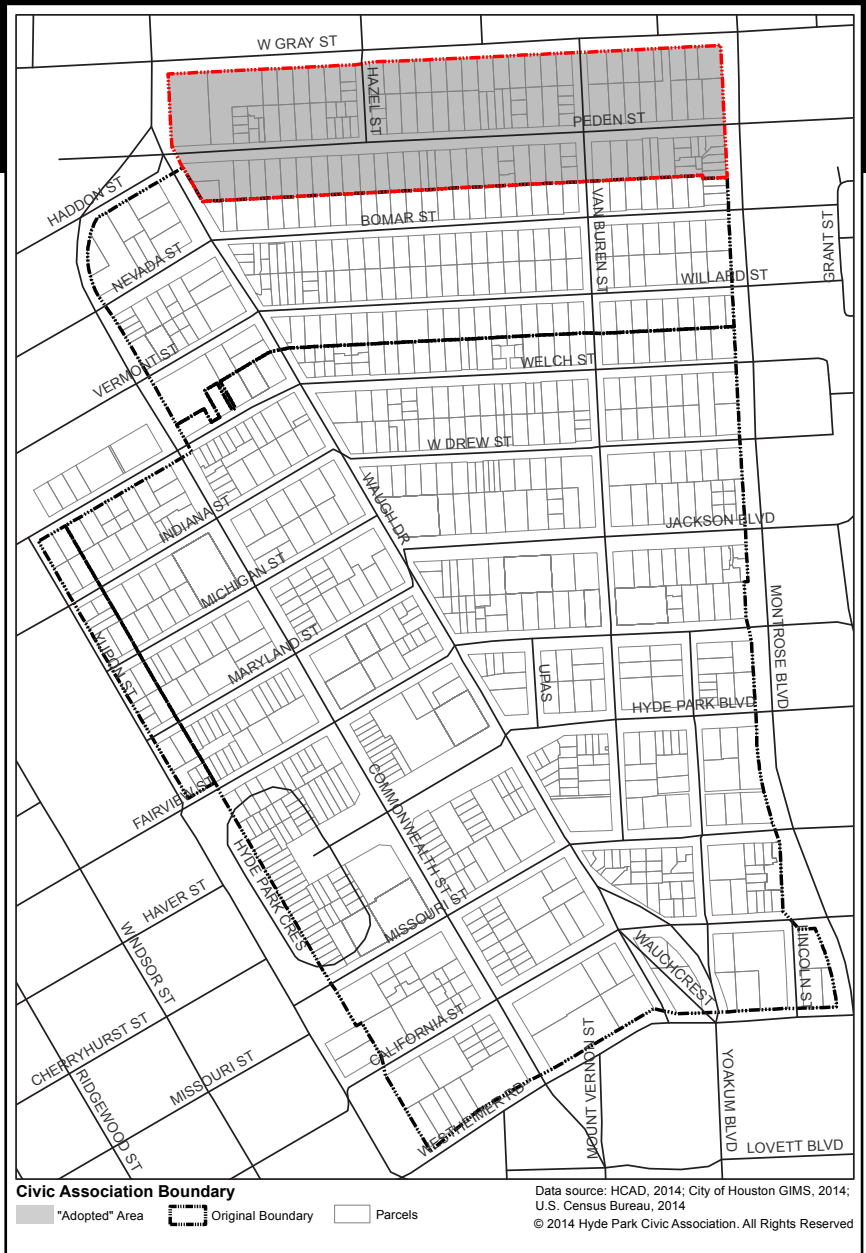 W GRAY ST
HAZEL ST
PEDEN ST
HADDON ST
BOMAR ST
VAN BUREN ST
GRANT ST
NEVADA ST
WILLARD ST
VERMONT ST
WELCH ST
W DREW ST
WAUGH DR
INDIANA ST
JACKSON BLVD
MICHIGAN ST
MONTROSE BLVD
YUPON ST
MARYLAND ST
UPAS
HYDE PARK BLVD
FAIRVIEW ST
COMMONWEALTH ST
HYDE PARK CRES
HAVER ST
MISSOURI ST
WINDSOR ST
WAUCHCREST
LINCOLN ST
CALIFORNIA ST
CHERRYHURST ST
MISSOURI ST
MOUNT VERNON ST
RIDGEWOOD ST
WESTHEIMER RD
YOAKUM BLVD
LOVETT BLVD
Civic Association Boundary
"Adopted" Area
Original Boundary
Parcels
Data source: HCAD, 2014; City of Houston GIMS, 2014;
U.S. Census Bureau, 2014
© 2014 Hyde Park Civic Association. All Rights Reserved